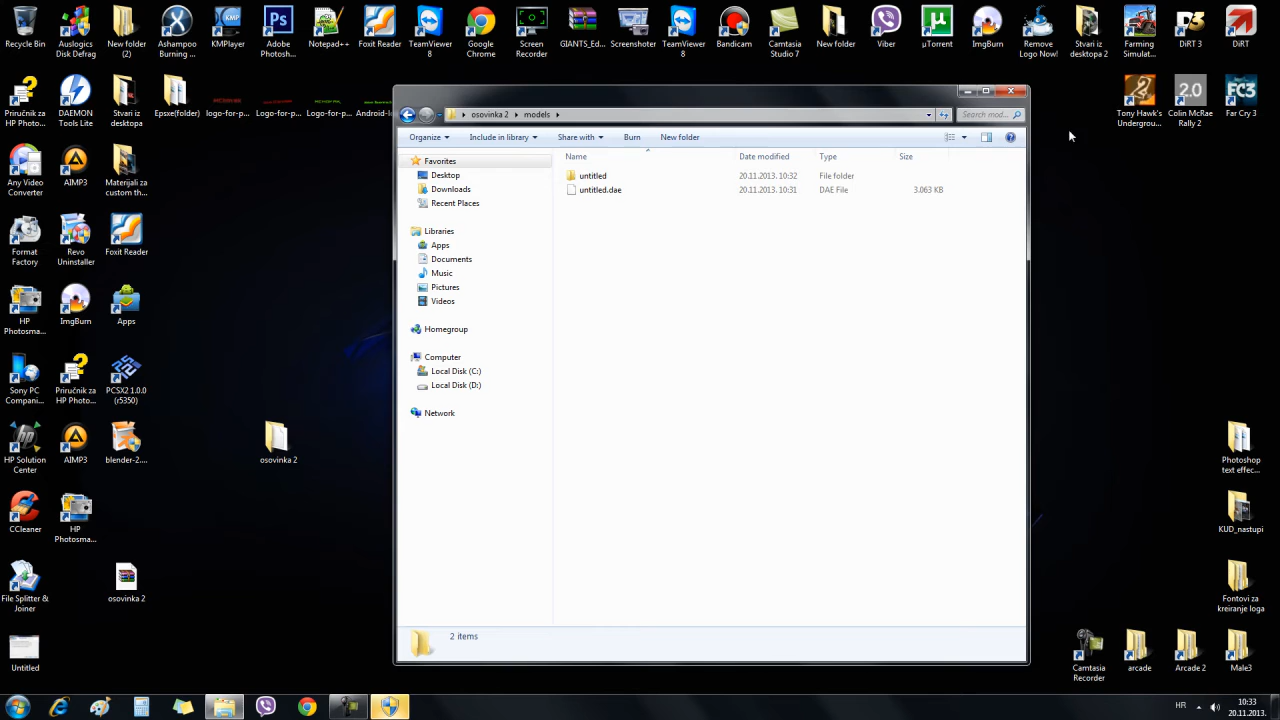 Recycle Bin
Auslogics
Disk Defrag
New folder
(2)
Ashampoo
Burning ...
KMPlayer
Adobe
Photosh...
Notepad++
Foxit Reader
TeamViewer
8
Google
Chrome
Screen
Recorder
GIANTS_Ed...
Screenshoter
TeamViewer
8
Bandicam
Camtasia
Studio 7
New folder
Viber
µTorrent
ImgBurn
Remove
Logo Now!
Stvari iz
desktopa 2
Farming
Simulat...
DiRT 3
DiRT
Priručnik za
HP Photo...
DAEMON
Tools Lite
Stvari iz
desktopa
Epsxe(folder)
Logo-for-p...
Logo-for-p...
logo-for-p...
Android-l
Tony Hawk's
Undergrou...
Colin McRae
Rally 2
Far Cry 3
Any Video
Converter
AIMP3
Materijali za
custom th...
Format
Factory
Revo
Uninstaller
Foxit Reader
HP
Photosma...
ImgBurn
Apps
Sony PC
Compani...
Priručnik za
HP Photo...
PCSX2 1.0.0
(r5350)
HP Solution
Center
AIMP3
blender-2....
osovinka 2
CCleaner
HP
Photosma...
File Splitter &
Joiner
osovinka 2
Untitled
osovinka 2
models
Search mod...
Organize
Include in library
Share with
Burn
New folder
Name
Date modified
Type
Size
Favorites
Desktop
Downloads
Recent Places
Libraries
Apps
Documents
Music
Pictures
Videos
Homegroup
Computer
Local Disk (C:)
Local Disk (D:)
Network
untitled
20.11.2013. 10:32
File folder
untitled.dae
20.11.2013. 10:31
DAE File
3.063 KB
2 items
Photoshop
text effec...
KUD_nastupi
Fontovi za
kreiranje loga
Camtasia
Recorder
arcade
Arcade 2
Male3
HR
10:33
20.11.2013.